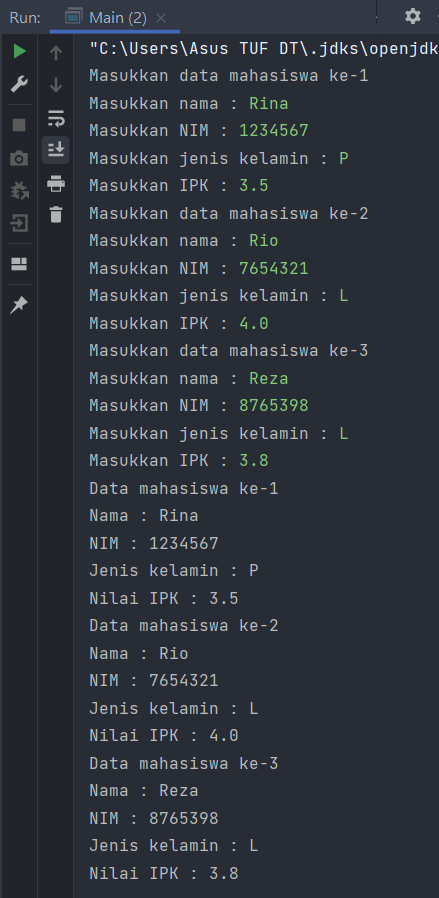 Run: Main (2)
"C:\Users\Asus TUF DT\.jdks\openjdk
Masukkan data mahasiswa ke-1
Masukkan nama : Rina
Masukkan NIM : 1234567
Masukkan jenis kelamin : P
Masukkan IPK : 3.5
Masukkan data mahasiswa ke-2
Masukkan nama : Rio
Masukkan NIM : 7654321
Masukkan jenis kelamin : L
Masukkan IPK : 4.0
Masukkan data mahasiswa ke-3
Masukkan nama : Reza
Masukkan NIM : 8765398
Masukkan jenis kelamin : L
Masukkan IPK : 3.8
Data mahasiswa ke-1
Nama : Rina
NIM : 1234567
Jenis kelamin : P
Nilai IPK : 3.5
Data mahasiswa ke-2
Nama : Rio
NIM : 7654321
Jenis kelamin : L
Nilai IPK : 4.0
Data mahasiswa ke-3
Nama : Reza
NIM : 8765398
Jenis kelamin : L
Nilai IPK : 3.8